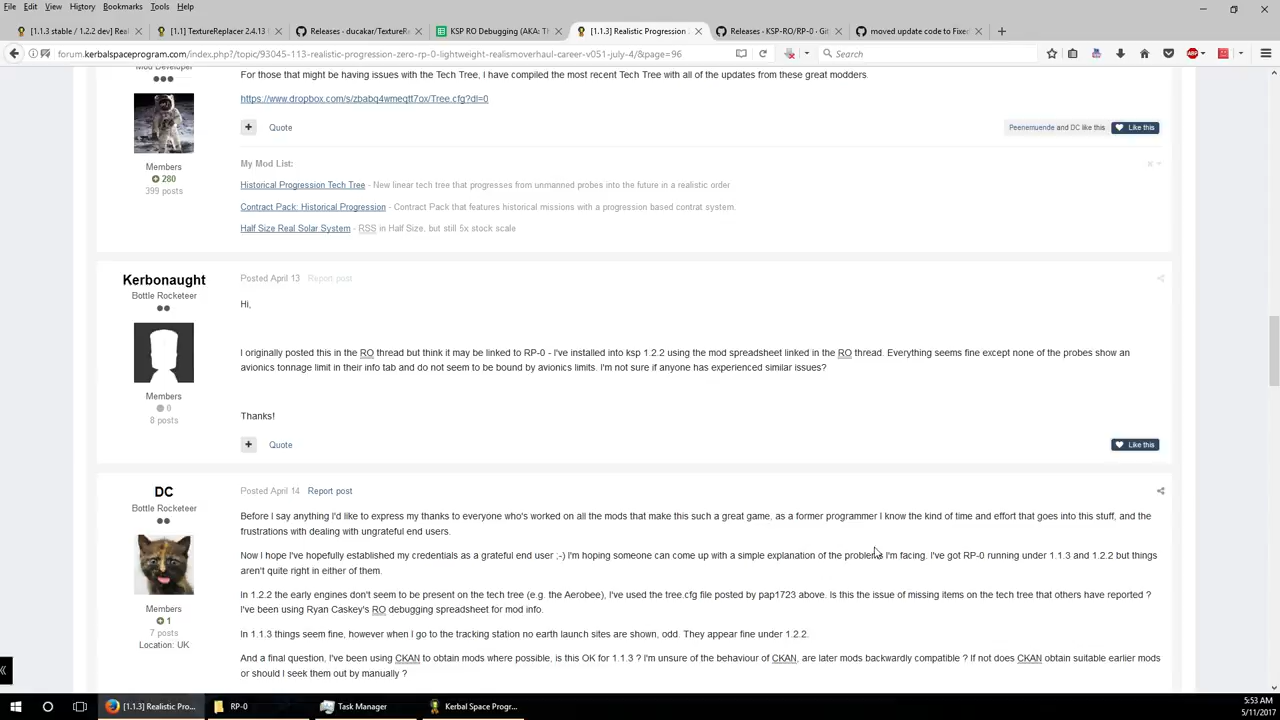 File Edit View History Bookmarks Tools Help
[1.1.3 stable / 1.2.2 dev] Real
[1.1] TextureReplacer 2.4.13
Releases - ducakar/TextureR
KSP RO Debugging (AKA: Th
[1.1.3] Realistic Progression
Releases - KSP-RO/RP-0 · Git
moved update code to Fixed
forum.kerbalspaceprogram.com/index.php?/topic/93045-113-realistic-progression-zero-rp-0-lightweight-realismoverhaul-career-v051-july-4/&page=96
Search
For those that might be having issues with the Tech Tree, I have compiled the most recent Tech Tree with all of the updates from these great modders.
https://www.dropbox.com/s/zbabq4wmeqtt7ox/Tree.cfg?dl=0
Members
280
399 posts
+ Quote
Peenemuende and DC like this
Like this
My Mod List:
Historical Progression Tech Tree - New linear tech tree that progresses from unmanned probes into the future in a realistic order
Contract Pack: Historical Progression - Contract Pack that features historical missions with a progression based contrat system.
Half Size Real Solar System - RSS in Half Size, but still 5x stock scale
Kerbonaught
Bottle Rocketeer
Members
0
8 posts
Posted April 13 Report post
Hi,
I originally posted this in the RO thread but think it may be linked to RP-0 - I've installed into ksp 1.2.2 using the mod spreadsheet linked in the RO thread. Everything seems fine except none of the probes show an
avionics tonnage limit in their info tab and do not seem to be bound by avionics limits. I'm not sure if anyone has experienced similar issues?
Thanks!
+ Quote
Like this
DC
Bottle Rocketeer
Members
1
7 posts
Location: UK
Posted April 14 Report post
Before I say anything I'd like to express my thanks to everyone who's worked on all the mods that make this such a great game, as a former programmer I know the kind of time and effort that goes into this stuff, and the
frustrations with dealing with ungrateful end users.
Now I hope I've hopefully established my credentials as a grateful end user ;-) I'm hoping someone can come up with a simple explanation of the problems I'm facing. I've got RP-0 running under 1.1.3 and 1.2.2 but things
aren't quite right in either of them.
In 1.2.2 the early engines don't seem to be present on the tech tree (e.g. the Aerobee), I've used the tree.cfg file posted by pap1723 above. Is this the issue of missing items on the tech tree that others have reported ?
I've been using Ryan Caskey's RO debugging spreadsheet for mod info.
In 1.1.3 things seem fine, however when I go to the tracking station no earth launch sites are shown, odd. They appear fine under 1.2.2.
And a final question, I've been using CKAN to obtain mods where possible, is this OK for 1.1.3 ? I'm unsure of the behaviour of CKAN, are later mods backwardly compatible ? If not does CKAN obtain suitable earlier mods
or should I seek them out by manually ?
[1.1.3] Realistic Pro...
RP-0
Task Manager
Kerbal Space Progr...
5:53 AM
5/11/2017